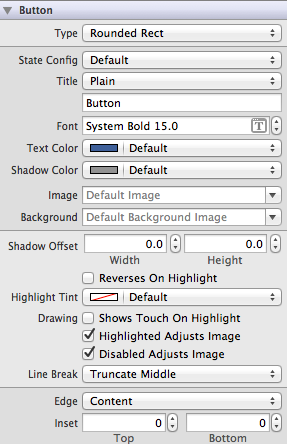 Button
Type Rounded Rect
State Config Default
Title Plain
Button
Font System Bold 15.0 T
Text Color Default
Shadow Color Default
Image Default Image
Background Default Background Image
Shadow Offset 0.0 0.0
Width Height
Reverses On Highlight
Highlight Tint Default
Drawing Shows Touch On Highlight
Highlighted Adjusts Image
Disabled Adjusts Image
Line Break Truncate Middle
Edge Content
Inset 0 0
Top Bottom